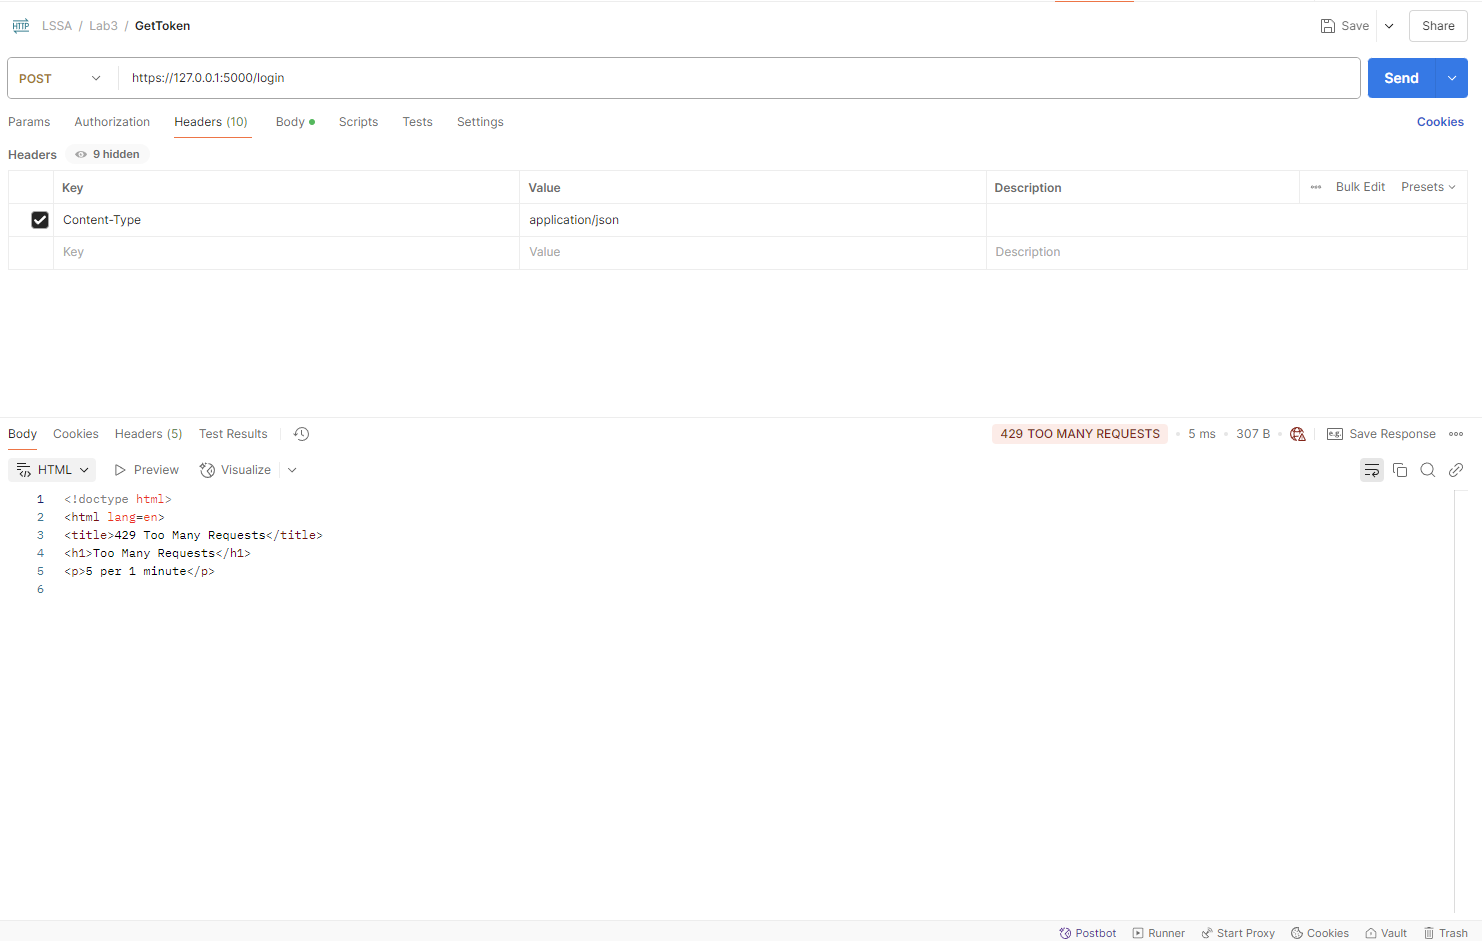 HTTP LSSA / Lab3 / GetToken Save Share
POST https://127.0.0.1:5000/login Send
Params Authorization Headers (10) Body Scripts Tests Settings Cookies
Headers 9 hidden
Key Value Description Bulk Edit Presets
Content-Type application/json
Key Value Description
Body Cookies Headers (5) Test Results 429 TOO MANY REQUESTS 5 ms 307 B e.g. Save Response
HTML Preview Visualize
1 <!doctype html>
2 <html lang=en>
3 <title>429 Too Many Requests</title>
4 <h1>Too Many Requests</h1>
5 <p>5 per 1 minute</p>
6
Postbot Runner Start Proxy Cookies Vault Trash